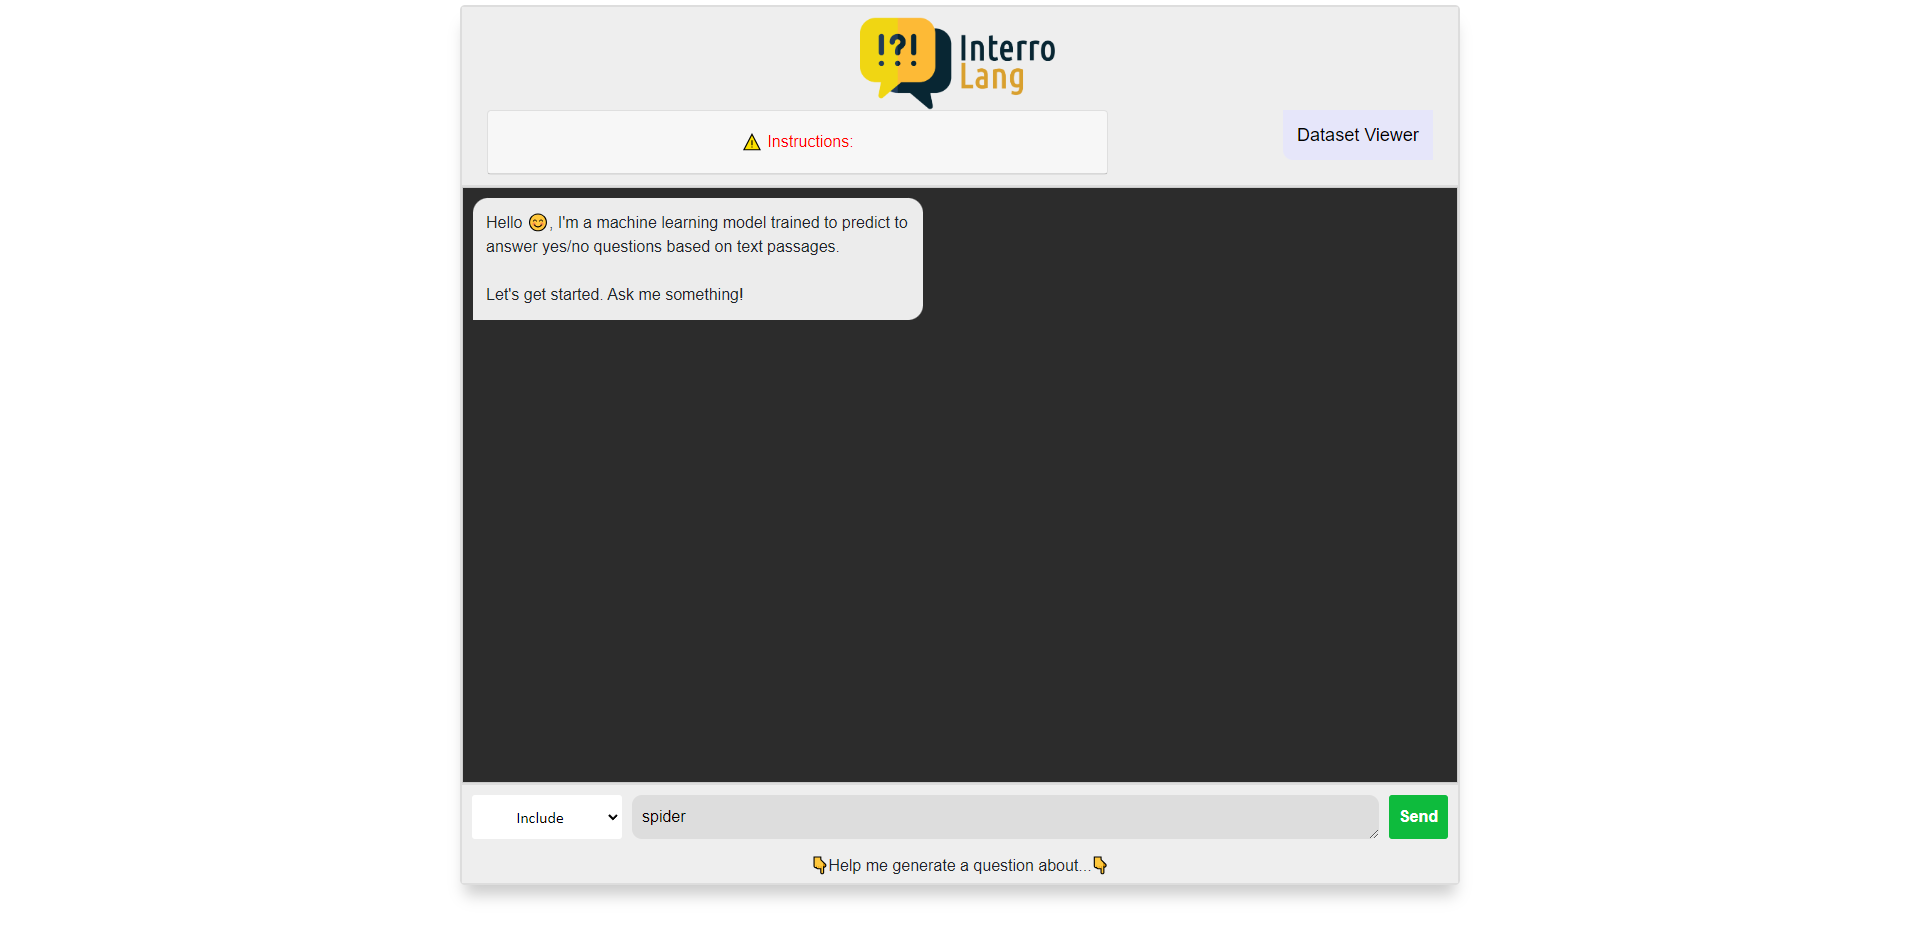 !?!
Interro
Lang
⚠ Instructions:
Dataset Viewer
Hello 😊, I'm a machine learning model trained to predict to
answer yes/no questions based on text passages.
Let's get started. Ask me something!
Include
spider
Send
👇Help me generate a question about...👇